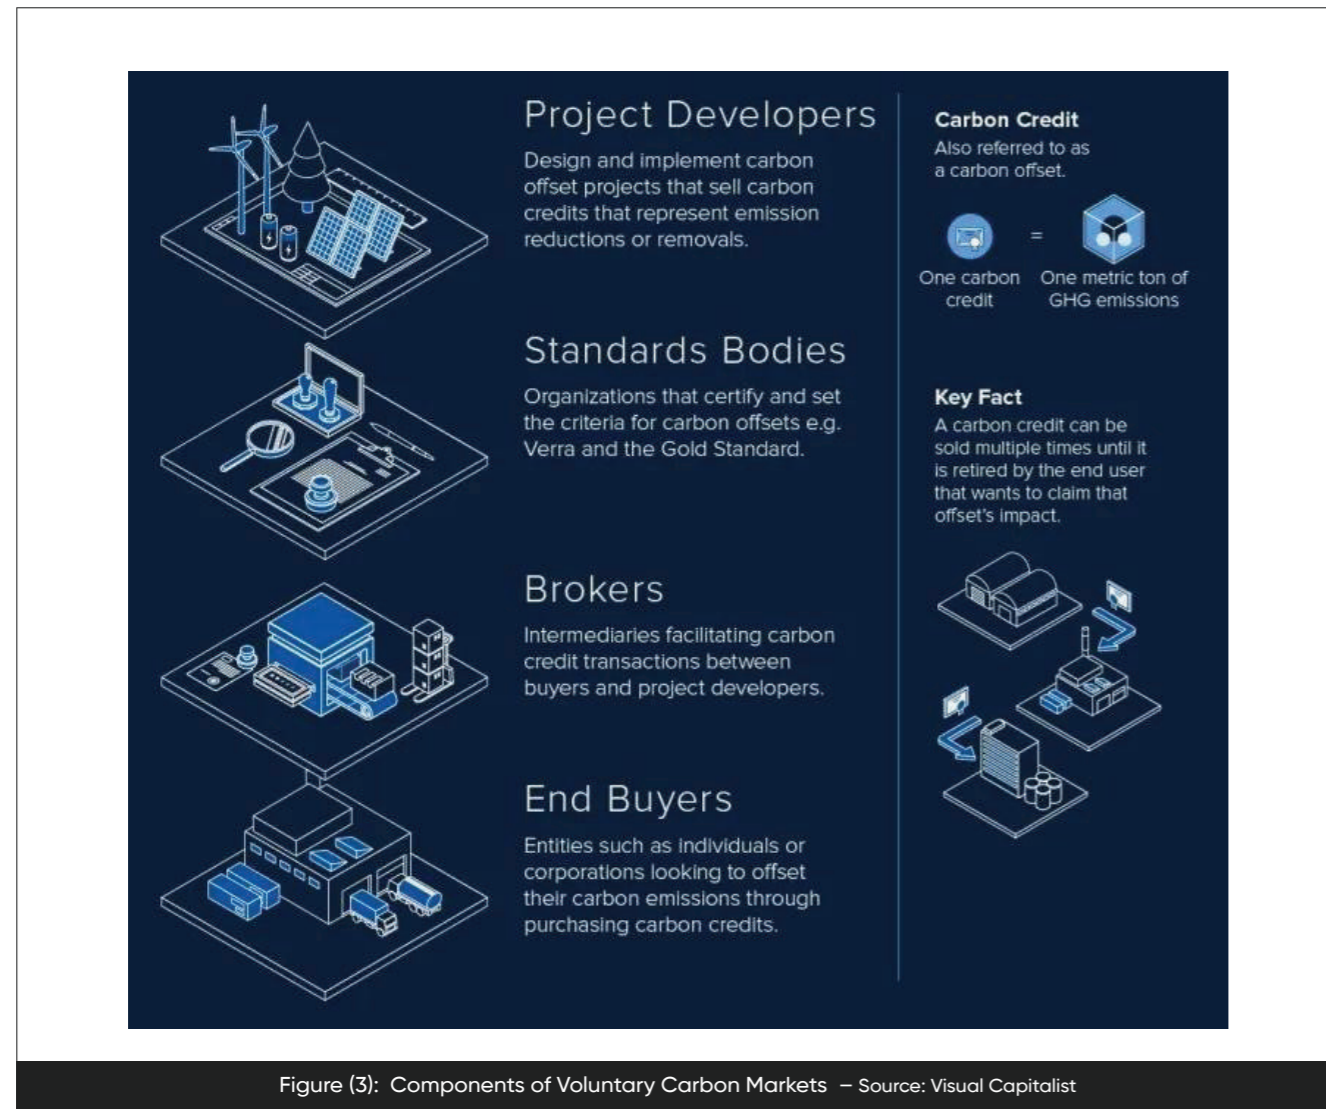 Project Developers
Design and implement carbon
offset projects that sell carbon
credits that represent emission
reductions or removals.
Standards Bodies
Organizations that certify and set
the criteria for carbon offsets e.g.
Verra and the Gold Standard.
Brokers
Intermediaries facilitating carbon
credit transactions between
buyers and project developers.
End Buyers
Entities such as individuals or
corporations looking to offset
their carbon emissions through
purchasing carbon credits.
Carbon Credit
Also referred to as
a carbon offset.
=
One carbon
credit
One metric ton of
GHG emissions
Key Fact
A carbon credit can be
sold multiple times until it
is retired by the end user
that wants to claim that
offset's impact.
Figure (3): Components of Voluntary Carbon Markets – Source: Visual Capitalist